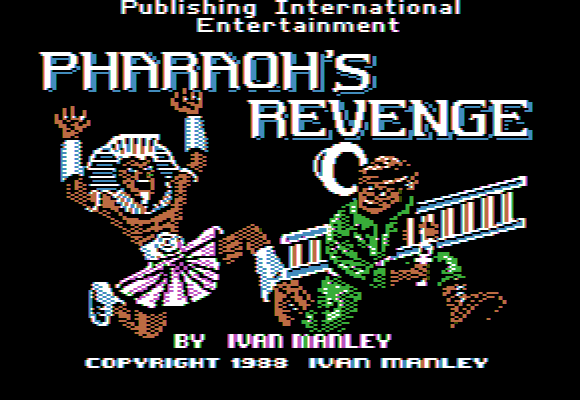 Publishing International
Entertainment
PHARAOH'S
REVENGE
BY IVAN MANLEY
COPYRIGHT 1988 IVAN MANLEY